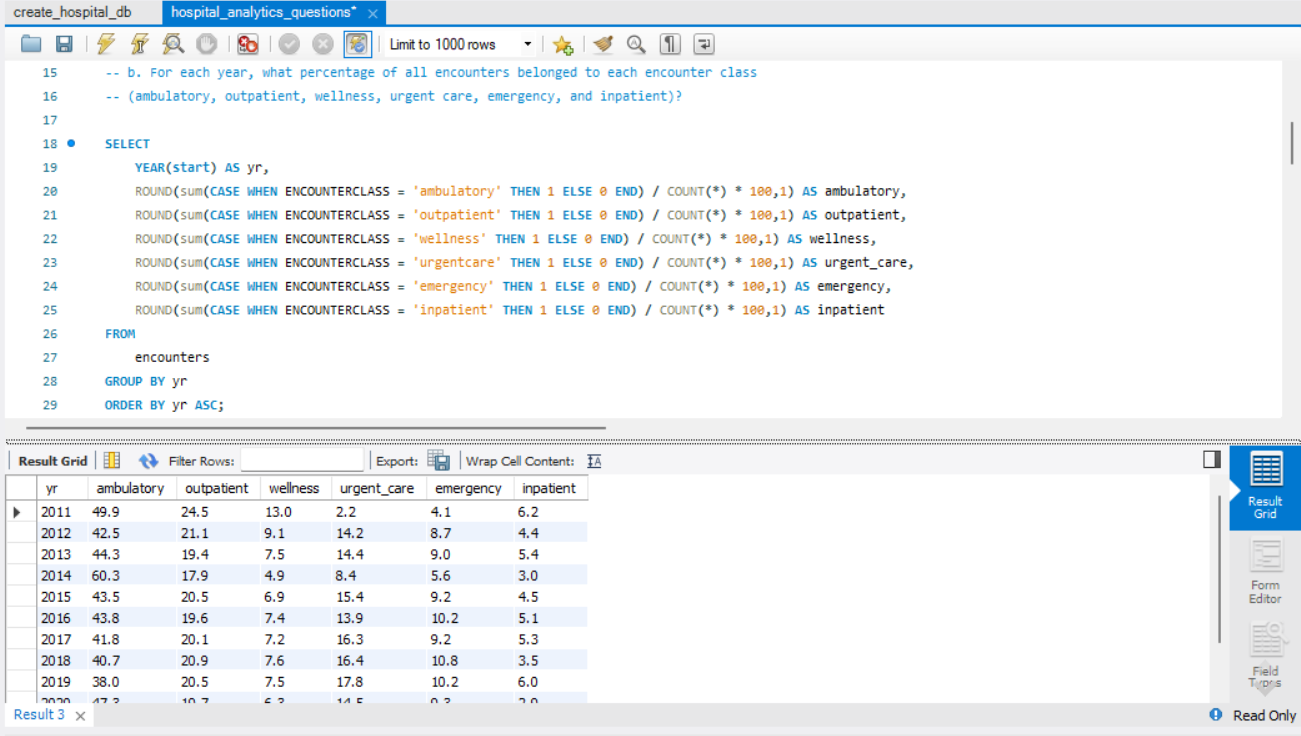 create_hospital_db hospital_analytics_questions*
Limit to 1000 rows
15 -- b. For each year, what percentage of all encounters belonged to each encounter class
16 -- (ambulatory, outpatient, wellness, urgent care, emergency, and inpatient)?
17
18 SELECT
19 YEAR(start) AS yr,
20 ROUND(sum(CASE WHEN ENCOUNTERCLASS = 'ambulatory' THEN 1 ELSE 0 END) / COUNT(*) * 100,1) AS ambulatory,
21 ROUND(sum(CASE WHEN ENCOUNTERCLASS = 'outpatient' THEN 1 ELSE 0 END) / COUNT(*) * 100,1) AS outpatient,
22 ROUND(sum(CASE WHEN ENCOUNTERCLASS = 'wellness' THEN 1 ELSE 0 END) / COUNT(*) * 100,1) AS wellness,
23 ROUND(sum(CASE WHEN ENCOUNTERCLASS = 'urgentcare' THEN 1 ELSE 0 END) / COUNT(*) * 100,1) AS urgent_care,
24 ROUND(sum(CASE WHEN ENCOUNTERCLASS = 'emergency' THEN 1 ELSE 0 END) / COUNT(*) * 100,1) AS emergency,
25 ROUND(sum(CASE WHEN ENCOUNTERCLASS = 'inpatient' THEN 1 ELSE 0 END) / COUNT(*) * 100,1) AS inpatient
26 FROM
27 encounters
28 GROUP BY yr
29 ORDER BY yr ASC;
Result Grid Filter Rows: Export: Wrap Cell Content:
yr ambulatory outpatient wellness urgent_care emergency inpatient
2011 49.9 24.5 13.0 2.2 4.1 6.2
2012 42.5 21.1 9.1 14.2 8.7 4.4
2013 44.3 19.4 7.5 14.4 9.0 5.4
2014 60.3 17.9 4.9 8.4 5.6 3.0
2015 43.5 20.5 6.9 15.4 9.2 4.5
2016 43.8 19.6 7.4 13.9 10.2 5.1
2017 41.8 20.1 7.2 16.3 9.2 5.3
2018 40.7 20.9 7.6 16.4 10.8 3.5
2019 38.0 20.5 7.5 17.8 10.2 6.0
2020
Result
Grid
Form
Editor
Field
Types
Result 3
Read Only